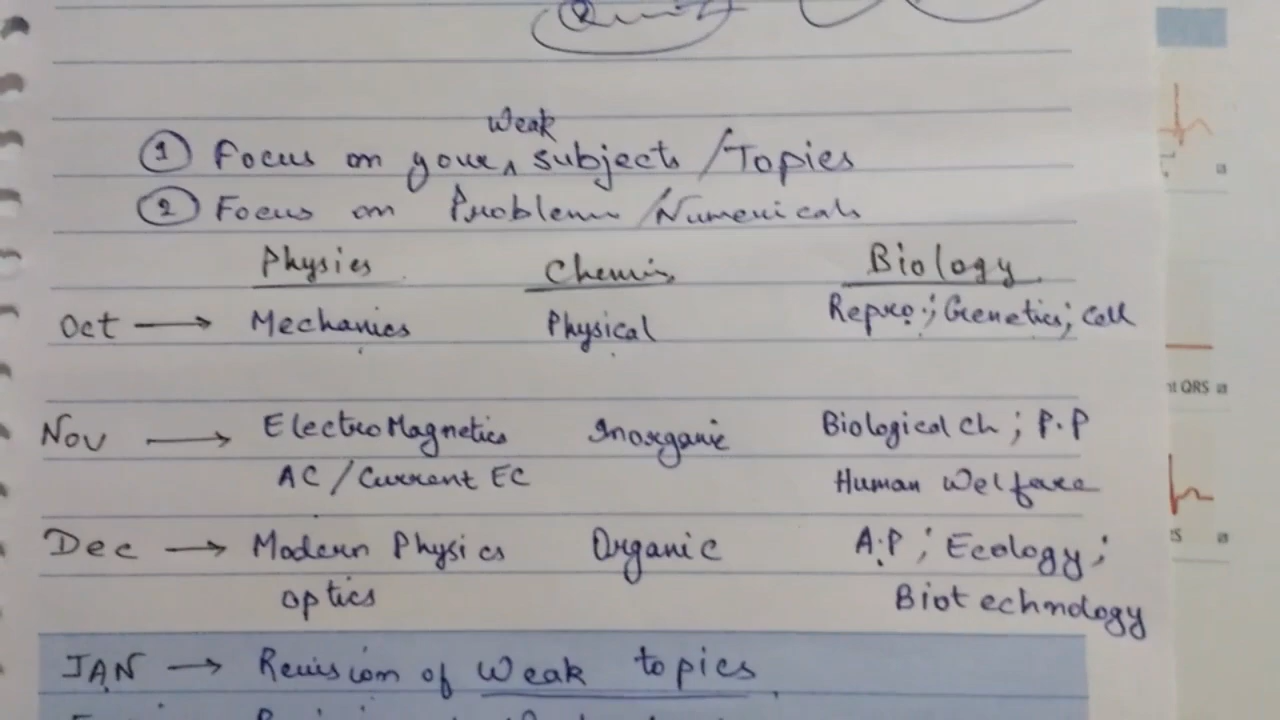 ① Focus on your weak subjects / Topics
② Focus on Problems / Numericals
Physics Chemis Biology
Oct → Mechanics Physical Repro.; Genetics; Cell
Nov → ElectroMagnetics Inorganic Biological Ch ; P.P
AC / Current EC Human Welfare
Dec → Modern Physics Organic A.P ; Ecology ;
optics Biotechnology
JAN → Revision of weak topics.
QRS